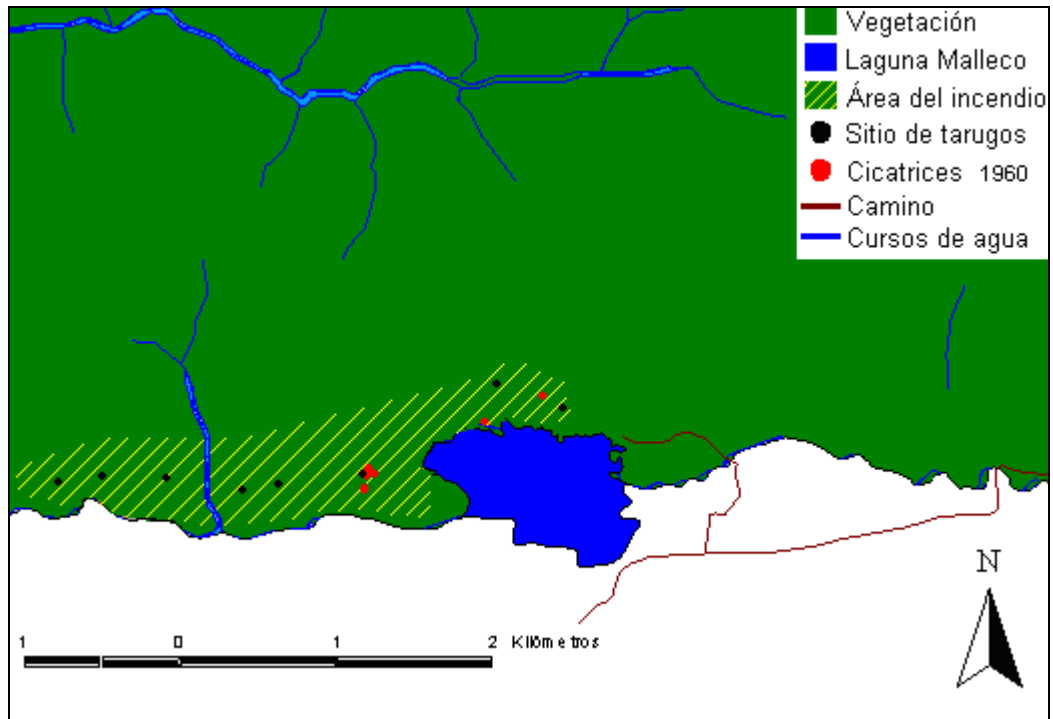 Vegetación
Laguna Malleco
Área del incendio
Sitio de tarugos
Cicatrices 1960
Camino
Cursos de agua
N
1 0 1 2 Kilómetros